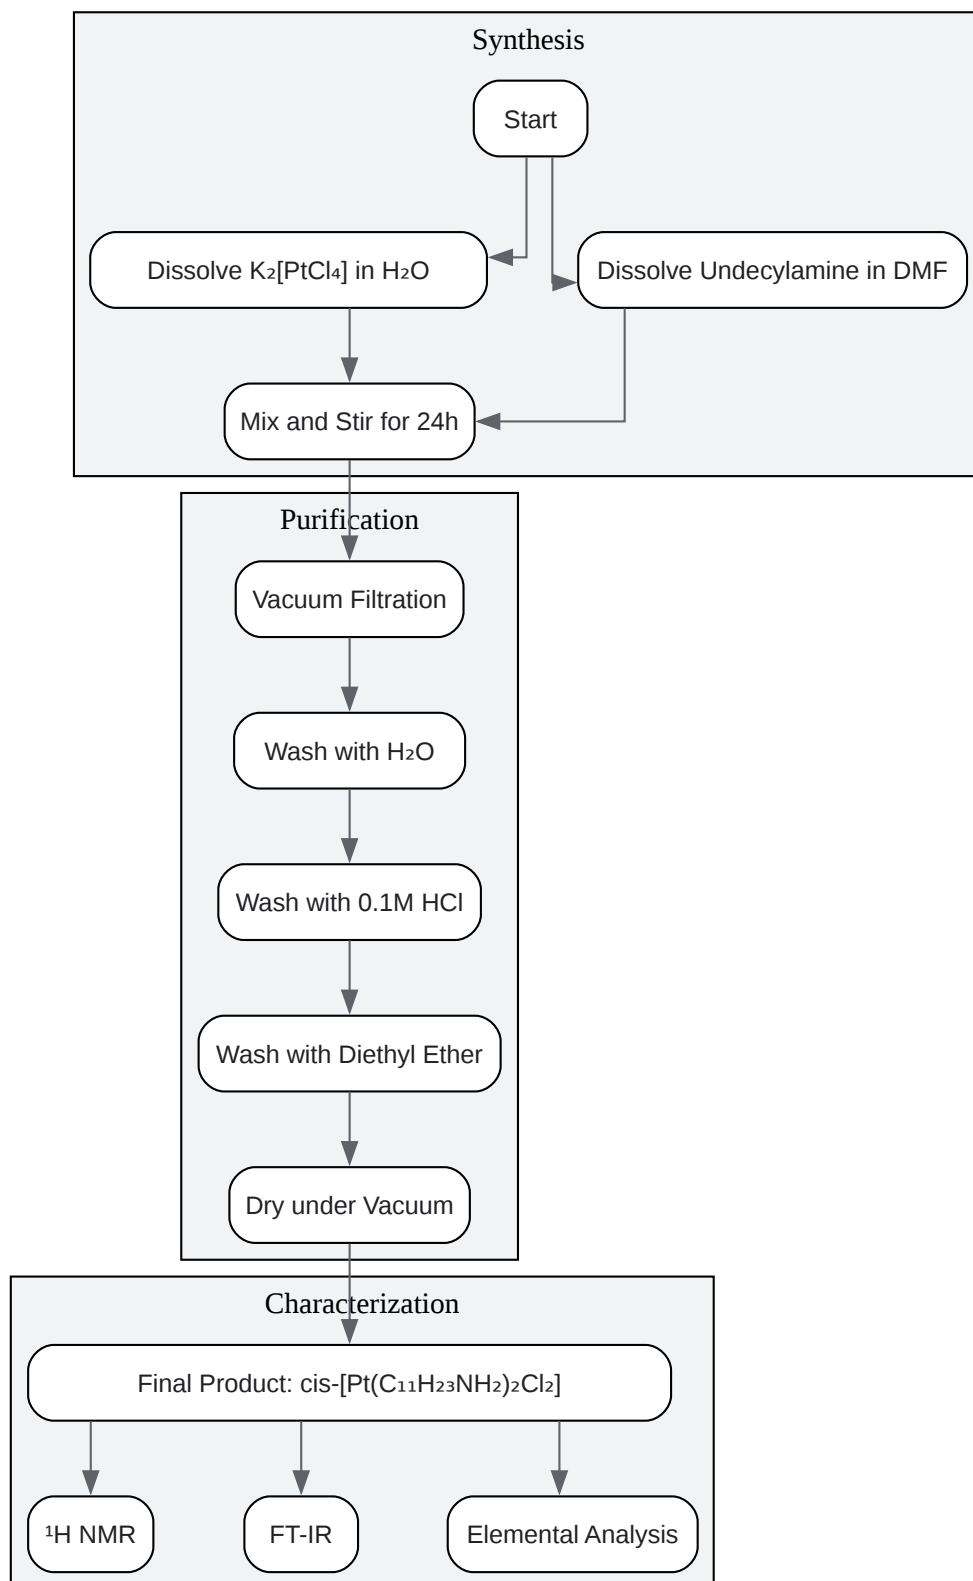 Synthesis
Start
Dissolve K₂[PtCl₄] in H₂O
Dissolve Undecylamine in DMF
Mix and Stir for 24h
Purification
Vacuum Filtration
Wash with H₂O
Wash with 0.1M HCl
Wash with Diethyl Ether
Dry under Vacuum
Characterization
Final Product: cis-[Pt(C₁₁H₂₃NH₂)₂Cl₂]
¹H NMR
FT-IR
Elemental Analysis